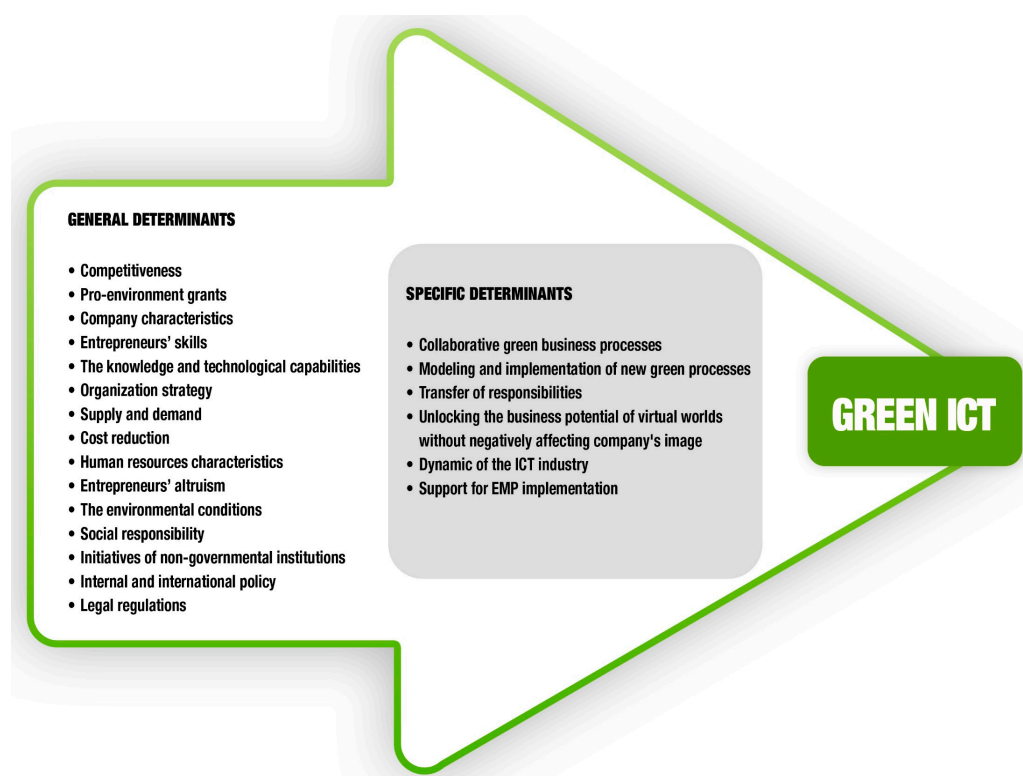 GENERAL DETERMINANTS
• Competitiveness
• Pro-environment grants
• Company characteristics
• Entrepreneurs’ skills
• The knowledge and technological capabilities
• Organization strategy
• Supply and demand
• Cost reduction
• Human resources characteristics
• Entrepreneurs’ altruism
• The environmental conditions
• Social responsibility
• Initiatives of non-governmental institutions
• Internal and international policy
• Legal regulations
SPECIFIC DETERMINANTS
• Collaborative green business processes
• Modeling and implementation of new green processes
• Transfer of responsibilities
• Unlocking the business potential of virtual worlds
without negatively affecting company's image
• Dynamic of the ICT industry
• Support for EMP implementation
GREEN ICT